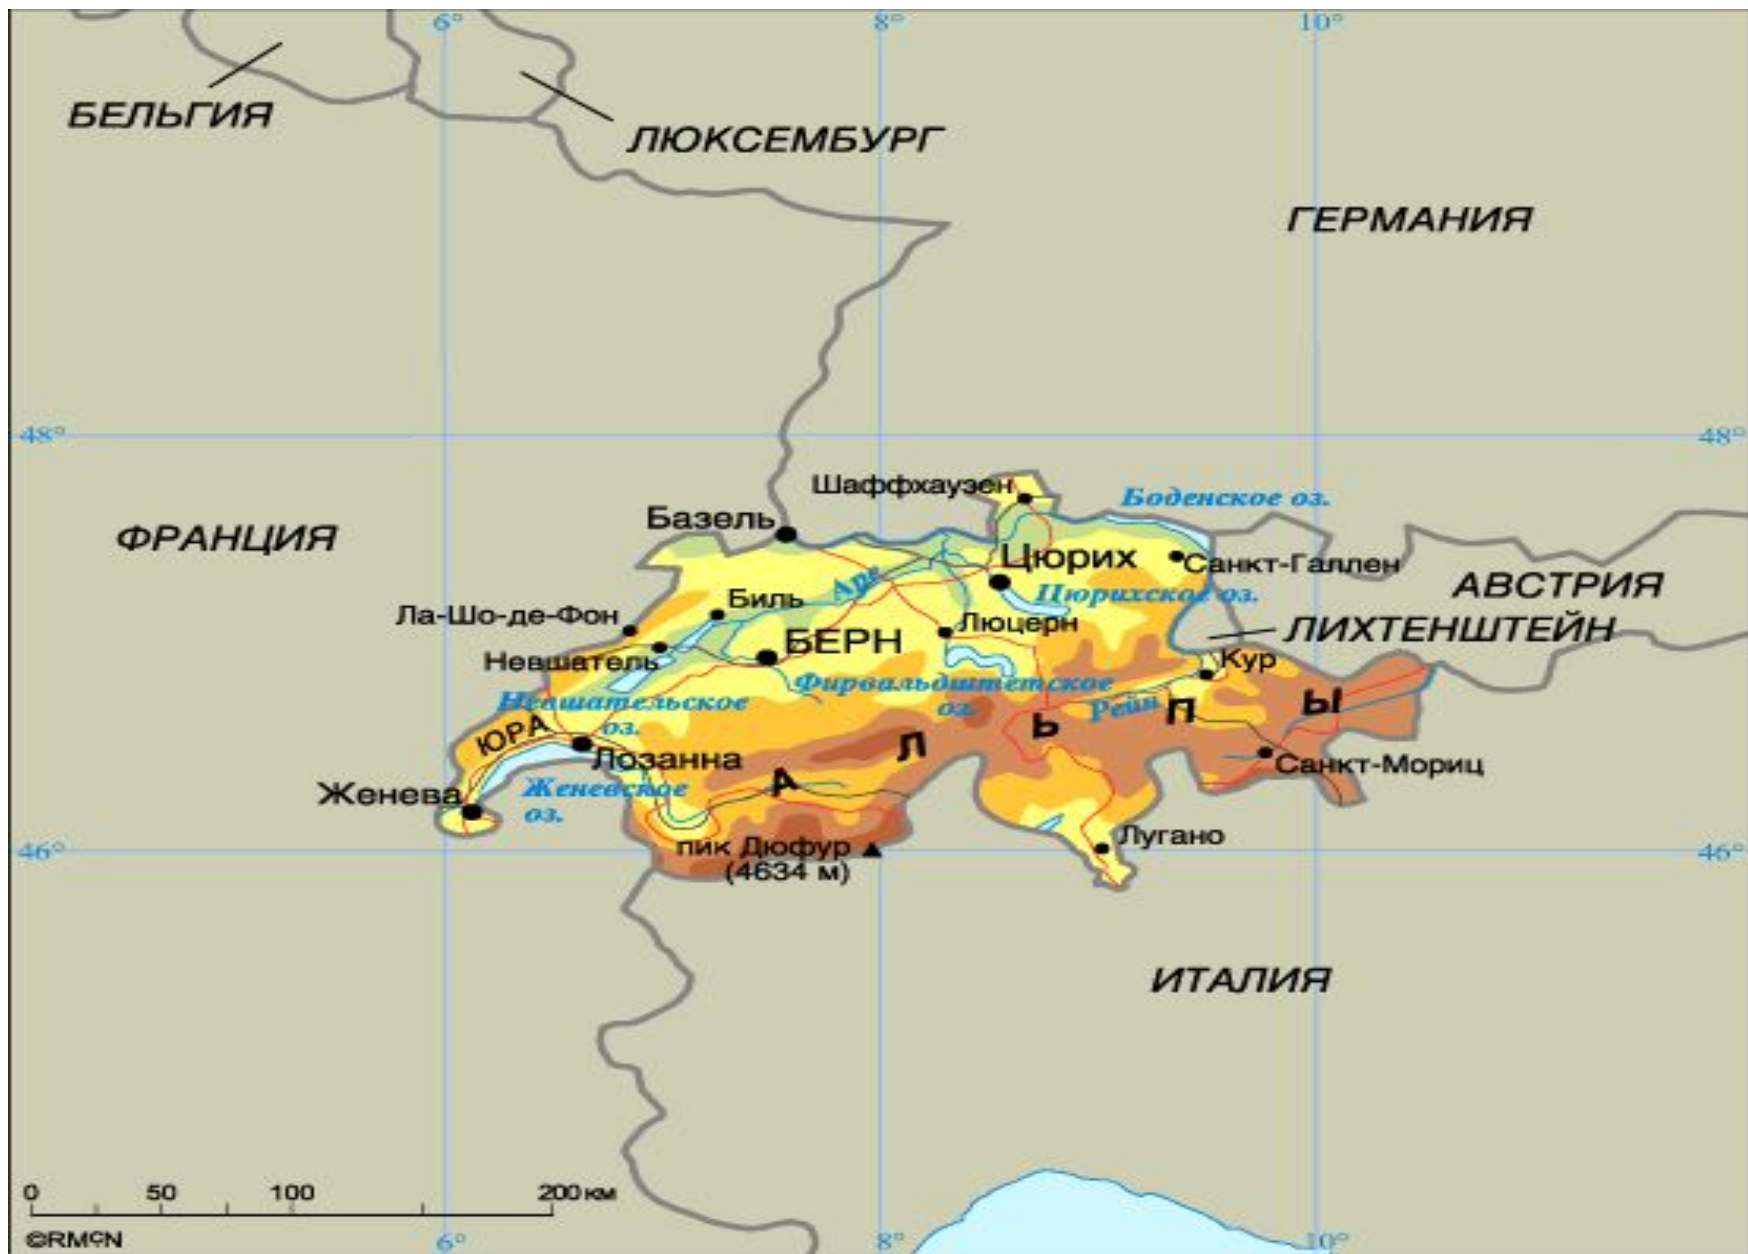 6° 8° 10°
БЕЛЬГИЯ
ЛЮКСЕМБУРГ
ГЕРМАНИЯ
48° 48°
Шаффхаузен
Боденское оз.
Базель
ФРАНЦИЯ
Цюрих
Санкт-Галлен
Аре
АВСТРИЯ
Цюрихское оз.
Биль
Ла-Шо-де-Фон
Люцерн
ЛИХТЕНШТЕЙН
БЕРН
Невшатель
Кур
Фирвальдштетское
оз.
Невшательское
оз.
Рейн
ЮРА
А Л Ь П Ы
Лозанна
Санкт-Мориц
Женева
Женевское
оз.
Лугано
46° 46°
пик Дюфур
(4634 м)
ИТАЛИЯ
0 50 100 200 км
©RMCN
6° 8° 10°